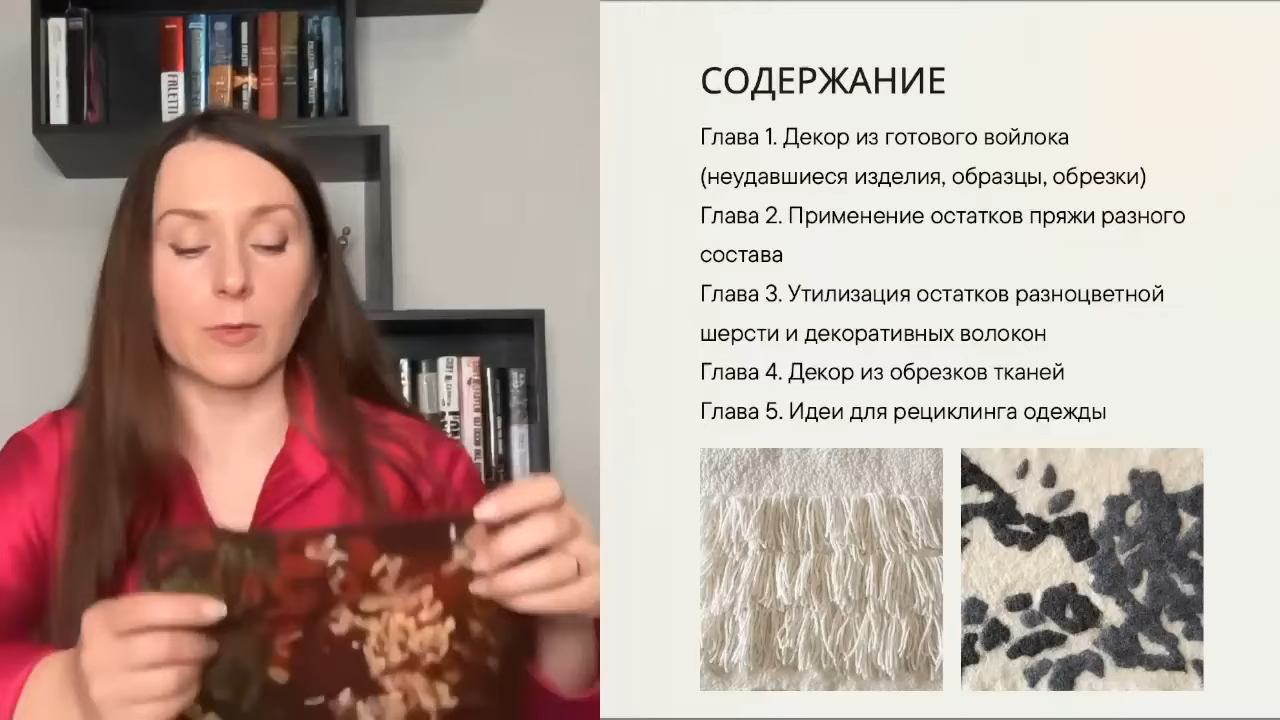 FALETTI
СОДЕРЖАНИЕ
Глава 1. Декор из готового войлока
(неудавшиеся изделия, образцы, обрезки)
Глава 2. Применение остатков пряжи разного
состава
Глава 3. Утилизация остатков разноцветной
шерсти и декоративных волокон
Глава 4. Декор из обрезков тканей
Глава 5. Идеи для рециклинга одежды